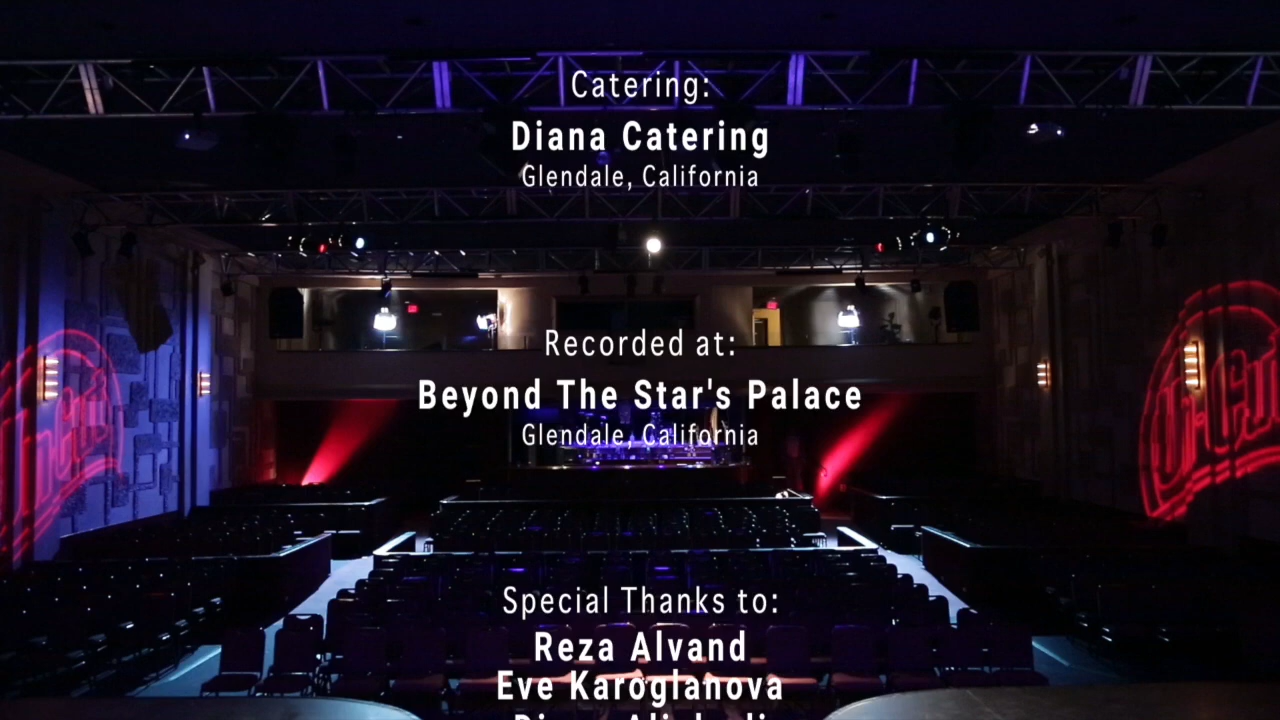 Catering:
Diana Catering
Glendale, California
Recorded at:
Beyond The Star's Palace
Glendale, California
Special Thanks to:
Reza Alvand
Eve Karoglanova